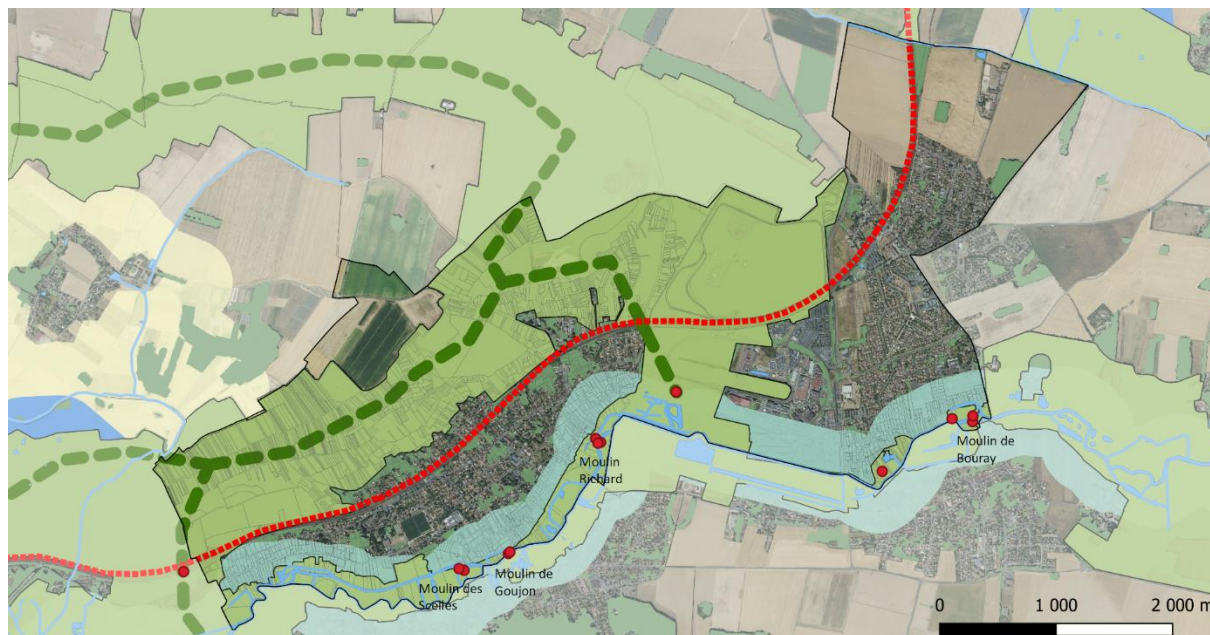 Moulin de
Bouray
Moulin
Richard
Moulin de
Goujon
Moulin des
Scelles
0 1 000 2 000 m